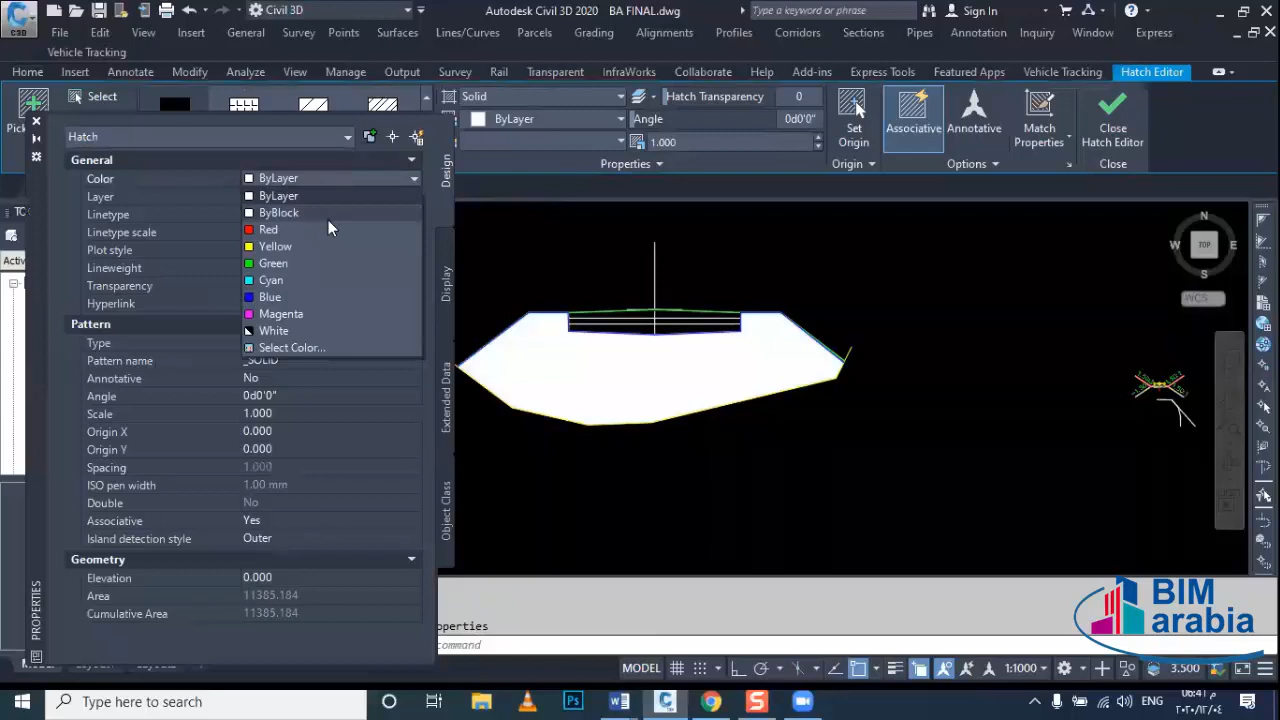 Civil 3D
Autodesk Civil 3D 2020 BA FINAL.dwg
Type a keyword or phrase
Sign In
File Edit View Insert General Survey Points Surfaces Lines/Curves Parcels Grading Alignments Profiles Corridors Sections Pipes Annotation Inquiry Window Express
Vehicle Tracking
Home Insert Annotate Modify Analyze View Manage Output Survey Rail Transparent InfraWorks Collaborate Help Add-ins Express Tools Featured Apps Vehicle Tracking Hatch Editor
Select
Solid
Hatch Transparency 0
ByLayer
Angle 0d0'0"
1.000
Set
Origin
Associative
Annotative
Match
Properties
Close
Hatch Editor
Properties
Origin
Options
Close
Hatch
General
Color ByLayer
Layer ByLayer
Linetype ByBlock
Linetype scale Red
Plot style Yellow
Lineweight Green
Transparency Cyan
Hyperlink Blue
Magenta
Pattern White
Type Select Color...
Pattern name _SOLID
Annotative No
Angle 0d0'0"
Scale 1.000
Origin X 0.000
Origin Y 0.000
Spacing 1.000
ISO pen width 1.00 mm
Double No
Associative Yes
Island detection style Outer
Geometry
Elevation 0.000
Area 11385.184
Cumulative Area 11385.184
Design
Display
Extended Data
Object Class
PROPERTIES
N
W TOP E
S
WCS
operties
command
BIM
arabia
MODEL 1:1000 3.500
Type here to search
ENG